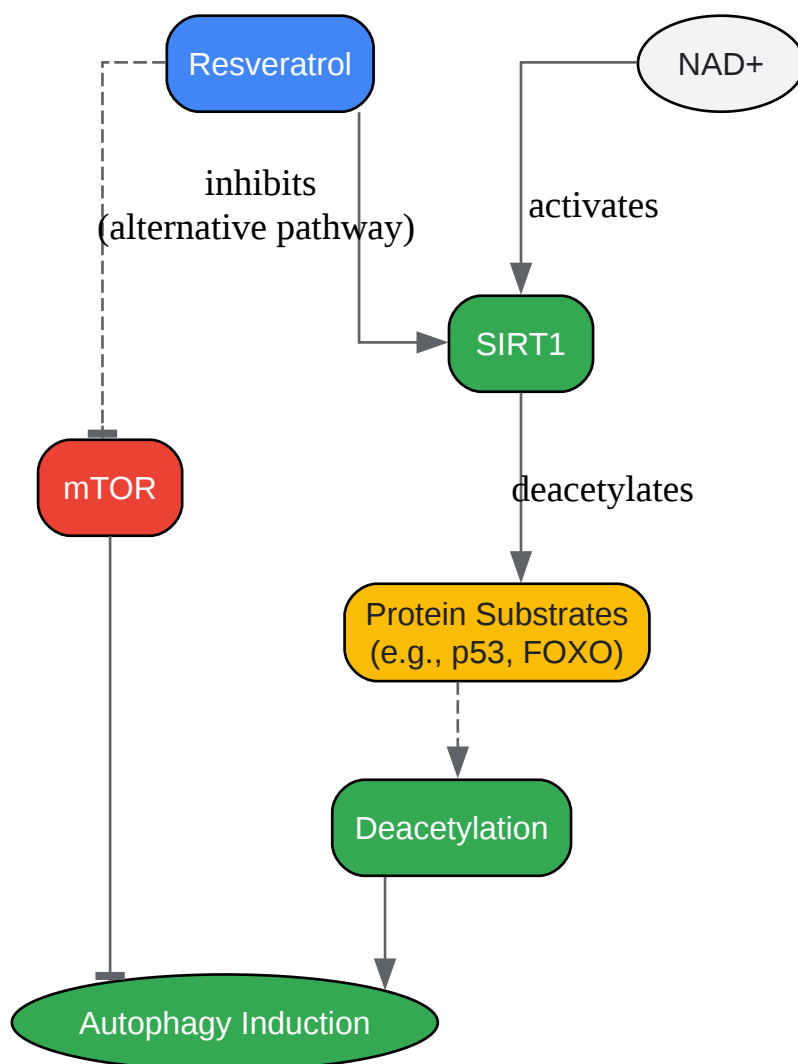 Resveratrol
NAD+
inhibits
(alternative pathway)
activates
SIRT1
mTOR
deacetylates
Protein Substrates
(e.g., p53, FOXO)
Deacetylation
Autophagy Induction